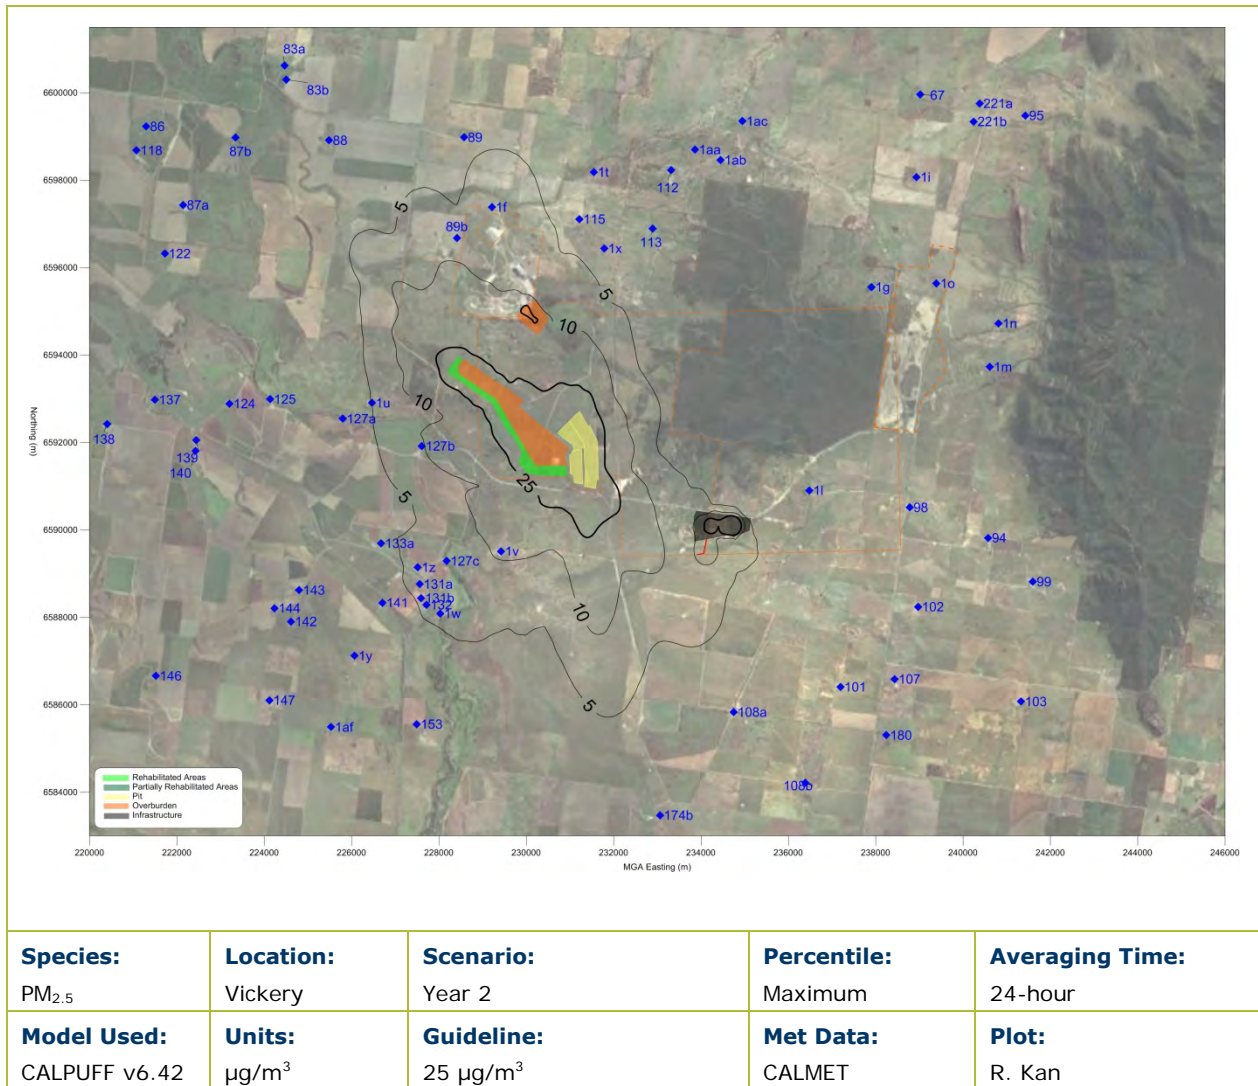 83a
83b
6600000
67
221a
95
221b
86
118
87b
88
89
1ac
1aa
1ab
6598000
1t
112
1i
87a
5
1f
115
89b
113
1x
122
6596000
5
1g
1o
10
1n
6594000
1m
137
124
125
1u
10
127a
138
127b
6592000
139
140
25
5
1l
98
6590000
133a
1v
94
127c
1z
131a
99
143
131b
141
132
10
144
1w
102
6588000
142
1y
146
107
101
5
147
103
6586000
108a
153
1af
180
108b
6584000
174b
Northing (m)
Rehabilitated Areas
Partially Rehabilitated Areas
Pit
Overburden
Infrastructure
220000 222000 224000 226000 228000 230000 232000 234000 236000 238000 240000 242000 244000 246000
MGA Easting (m)
Species: Location: Scenario: Percentile: Averaging Time:
PM2.5 Vickery Year 2 Maximum 24-hour
Model Used: Units: Guideline: Met Data: Plot:
CALPUFF v6.42 µg/m³ 25 µg/m³ CALMET R. Kan